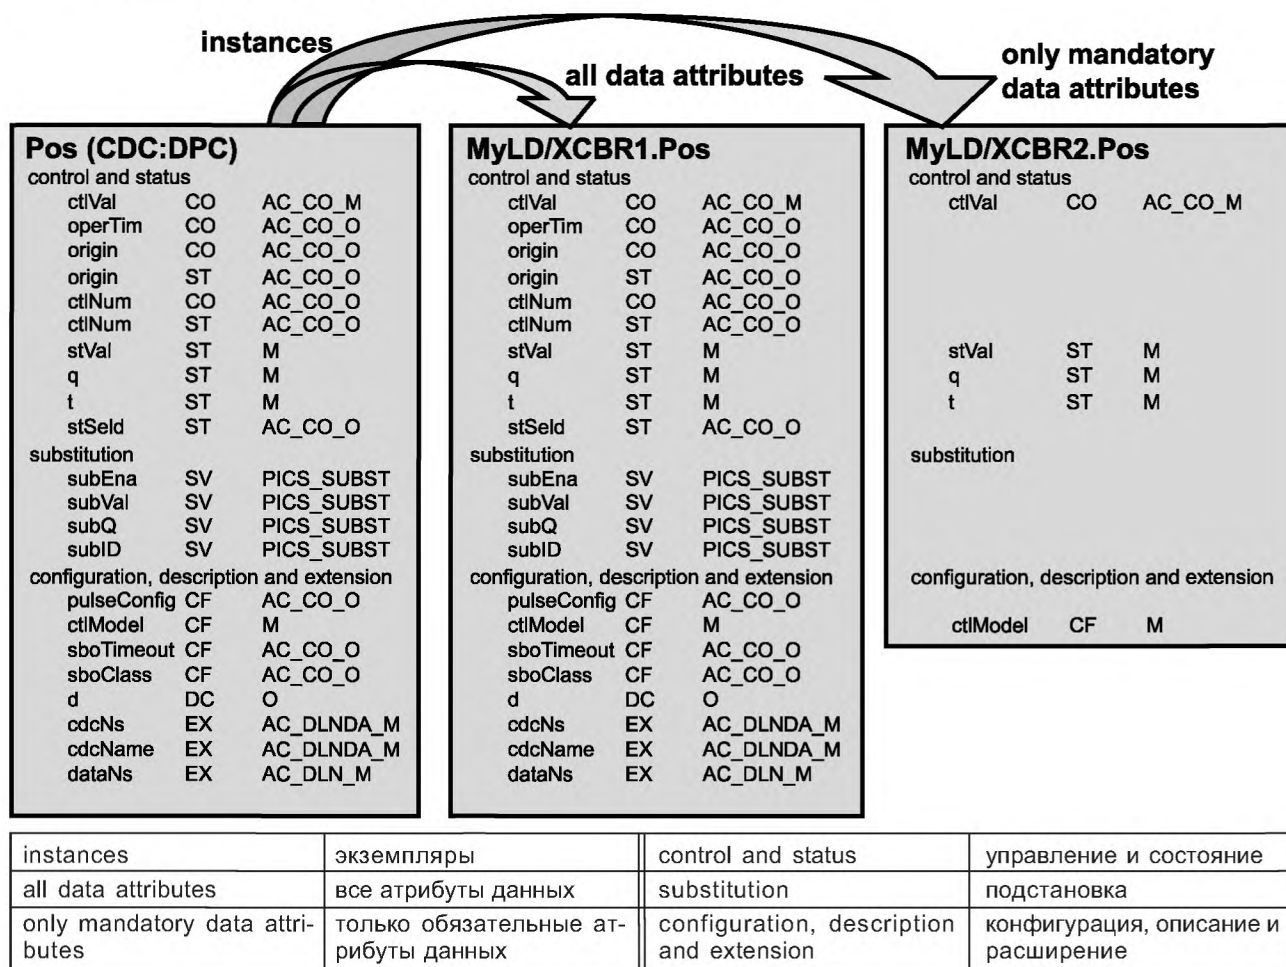 instances
all data attributes
only mandatory
data attributes
Pos (CDC:DPC)
control and status
ctlVal CO AC_CO_M
operTim CO AC_CO_O
origin CO AC_CO_O
origin ST AC_CO_O
ctlNum CO AC_CO_O
ctlNum ST AC_CO_O
stVal ST M
q ST M
t ST M
stSeld ST AC_CO_O
substitution
subEna SV PICS_SUBST
subVal SV PICS_SUBST
subQ SV PICS_SUBST
subID SV PICS_SUBST
configuration, description and extension
pulseConfig CF AC_CO_O
ctlModel CF M
sboTimeout CF AC_CO_O
sboClass CF AC_CO_O
d DC O
cdcNs EX AC_DLNDA_M
cdcName EX AC_DLNDA_M
dataNs EX AC_DLN_M
MyLD/XCBR1.Pos
control and status
ctlVal CO AC_CO_M
operTim CO AC_CO_O
origin CO AC_CO_O
origin ST AC_CO_O
ctlNum CO AC_CO_O
ctlNum ST AC_CO_O
stVal ST M
q ST M
t ST M
stSeld ST AC_CO_O
substitution
subEna SV PICS_SUBST
subVal SV PICS_SUBST
subQ SV PICS_SUBST
subID SV PICS_SUBST
configuration, description and extension
pulseConfig CF AC_CO_O
ctlModel CF M
sboTimeout CF AC_CO_O
sboClass CF AC_CO_O
d DC O
cdcNs EX AC_DLNDA_M
cdcName EX AC_DLNDA_M
dataNs EX AC_DLN_M
MyLD/XCBR2.Pos
control and status
ctlVal CO AC_CO_M
stVal ST M
q ST M
t ST M
substitution
configuration, description and extension
ctlModel CF M
instances экземпляры control and status управление и состояние
all data attributes все атрибуты данных substitution подстановка
only mandatory data attri- только обязательные ат- configuration, description конфигурация, описание и
butes рибуты данных and extension расширение